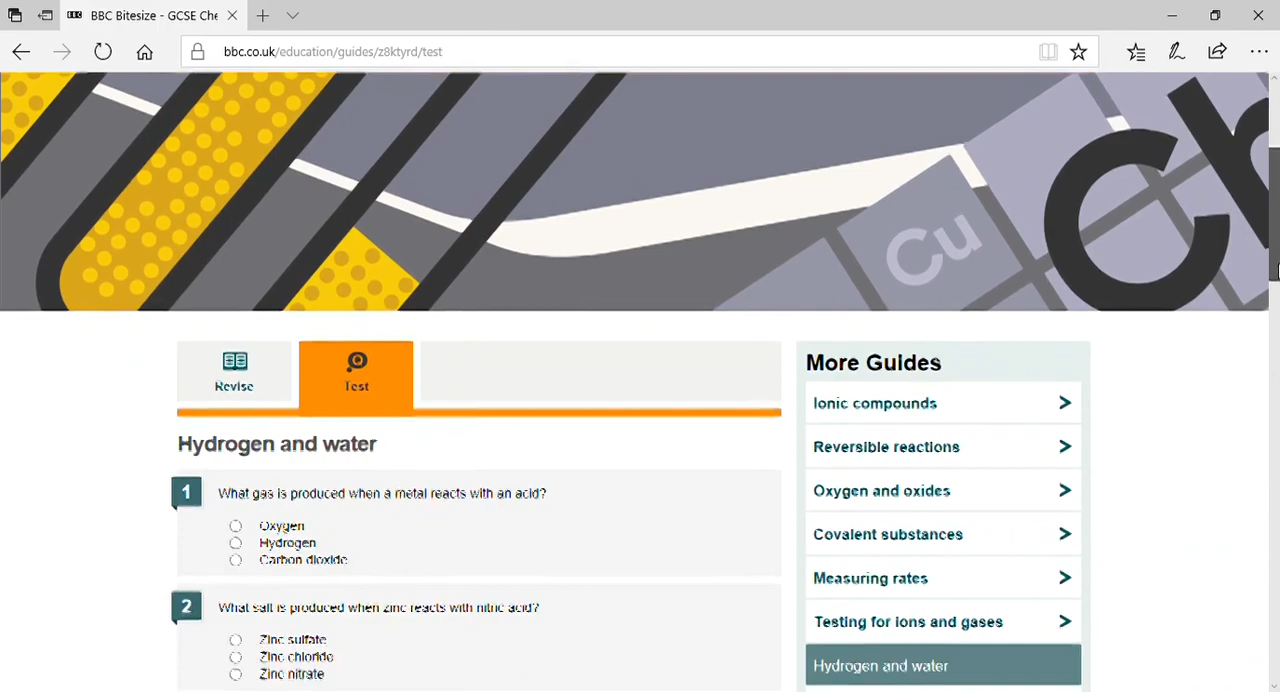 BBC Bitesize - GCSE Che
bbc.co.uk/education/guides/z8ktyrd/test
Cu
Ch
Revise
Test
Hydrogen and water
1
What gas is produced when a metal reacts with an acid?
Oxygen
Hydrogen
Carbon dioxide
2
What salt is produced when zinc reacts with nitric acid?
Zinc sulfate
Zinc chloride
Zinc nitrate
More Guides
Ionic compounds
Reversible reactions
Oxygen and oxides
Covalent substances
Measuring rates
Testing for ions and gases
Hydrogen and water